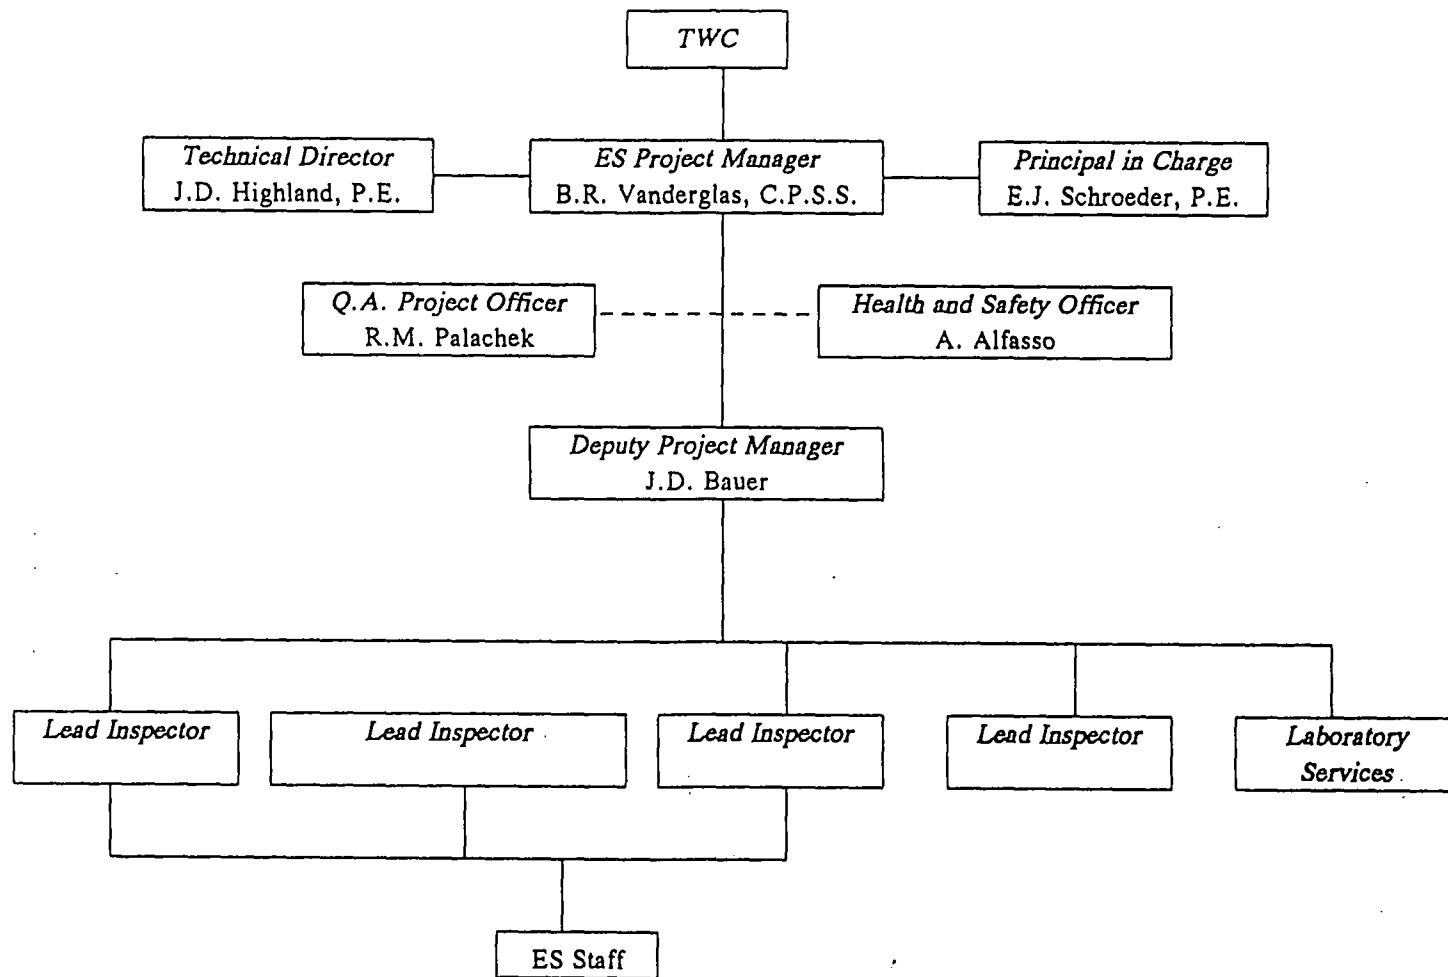 TWC
Technical Director
J.D. Highland, P.E.
ES Project Manager
B.R. Vanderglas, C.P.S.S.
Principal in Charge
E.J. Schroeder, P.E.
Q.A. Project Officer
R.M. Palachek
Health and Safety Officer
A. Alfasso
Deputy Project Manager
J.D. Bauer
Lead Inspector
Lead Inspector
Lead Inspector
Lead Inspector
Laboratory
Services
ES Staff